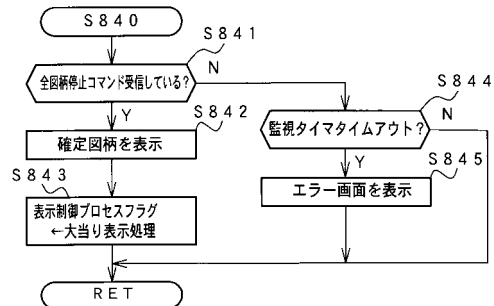 S840
S841
全図柄停止コマンド受信している?
N
S844
Y
S842
監視タイマタイムアウト?
N
確定図柄を表示
Y
S845
S843
エラー画面を表示
表示制御プロセスフラグ
←大当り表示処理
RET